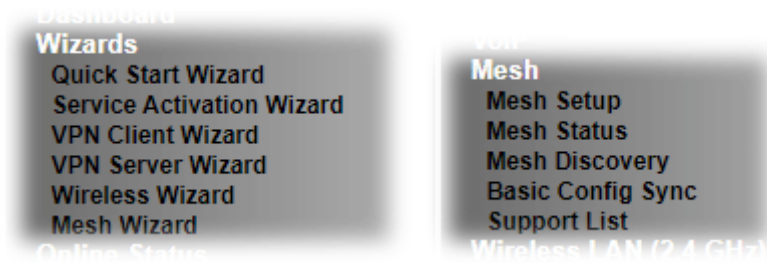 Dashboard
Wizards
Quick Start Wizard
Service Activation Wizard
VPN Client Wizard
VPN Server Wizard
Wireless Wizard
Mesh Wizard
Online Status
Mesh
Mesh Setup
Mesh Status
Mesh Discovery
Basic Config Sync
Support List
Wireless LAN (2.4 GHz)